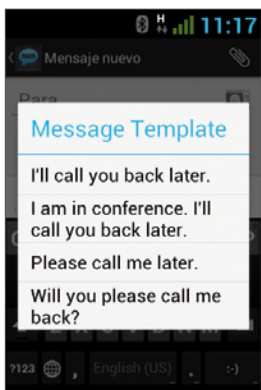 H 11:17
Mensaje nuevo
Para
Message Template
I'll call you back later.
I am in conference. I'll
call you back later.
Please call me later.
Will you please call me
back?
?123 , English (US) . :-)